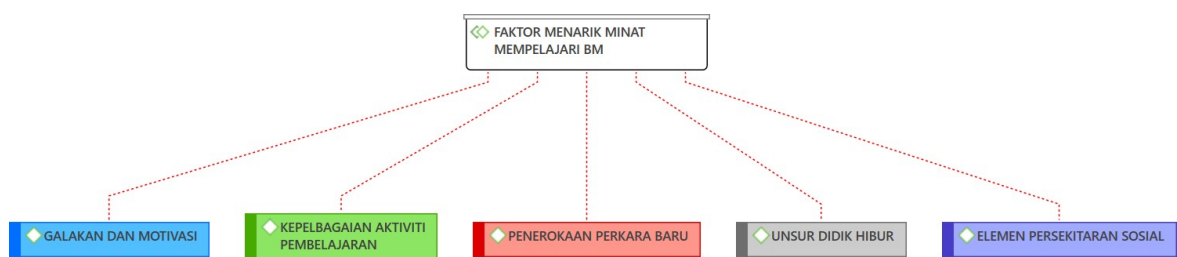 FAKTOR MENARIK MINAT
MEMPELAJARI BM
GALAKAN DAN MOTIVASI
KEPELBAGAIAN AKTIVITI
PEMBELAJARAN
PENEROKAAN PERKARA BARU
UNSUR DIDIK HIBUR
ELEMEN PERSEKITARAN SOSIAL